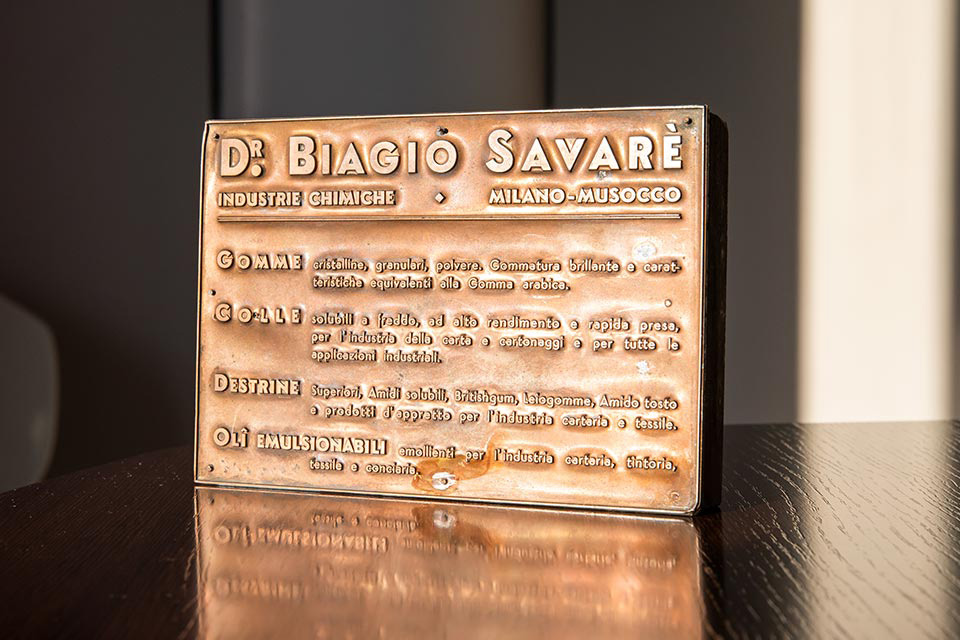 DR. BIAGIO SAVARÈ
INDUSTRIE CHIMICHE ◆ MILANO-MUSOCCO
GOMME cristalline, granulari, polvere. Gommatura brillante e carat-
teristiche equivalenti alla Gomma arabica.
COLLE solubili a freddo, ad alto rendimento e rapida presa,
per l'industria della carta e cartonaggi e per tutte le
applicazioni industriali.
DESTRINE Superiori, Amidi solubili, Britishgum, Leiogomme, Amido tosto
e prodotti d'appretto per l'industria cartaria e tessile.
OLÎ EMULSIONABILI emollienti per l'industria cartaria, tintoria,
tessile e conciaria.